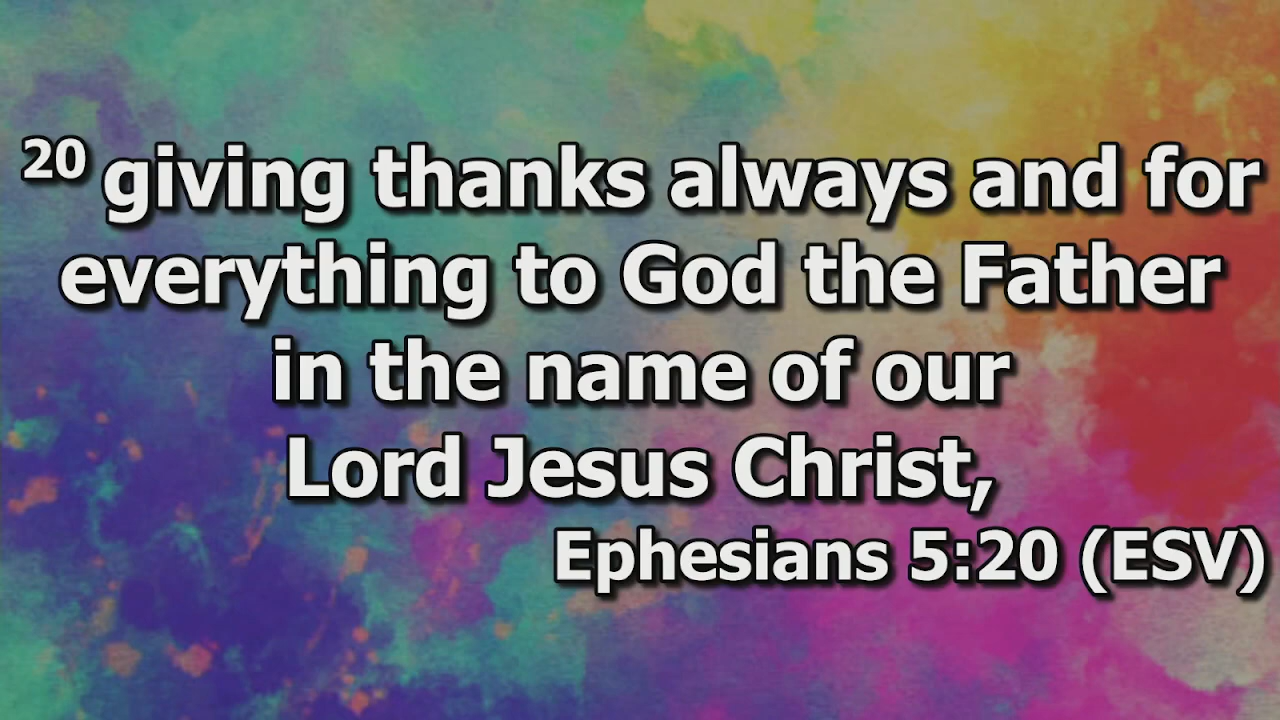 20 giving thanks always and for
everything to God the Father
in the name of our
Lord Jesus Christ,
Ephesians 5:20 (ESV)